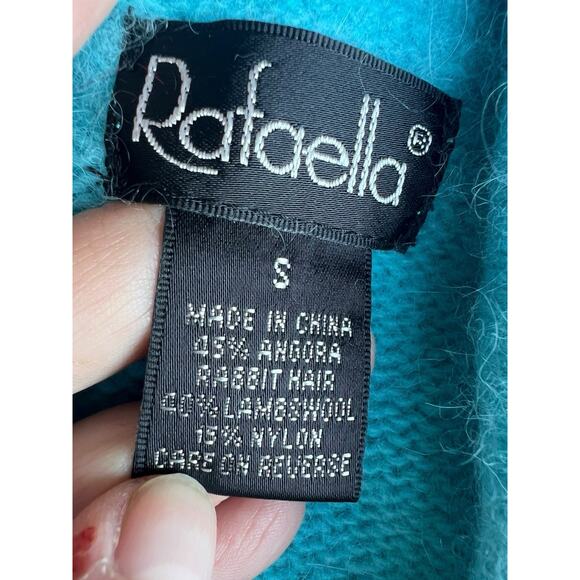 Rafaella®
S
MADE IN CHINA
45% ANGORA
RABBIT HAIR
40% LAMBSWOOL
15% NYLON
CARE ON REVERSE